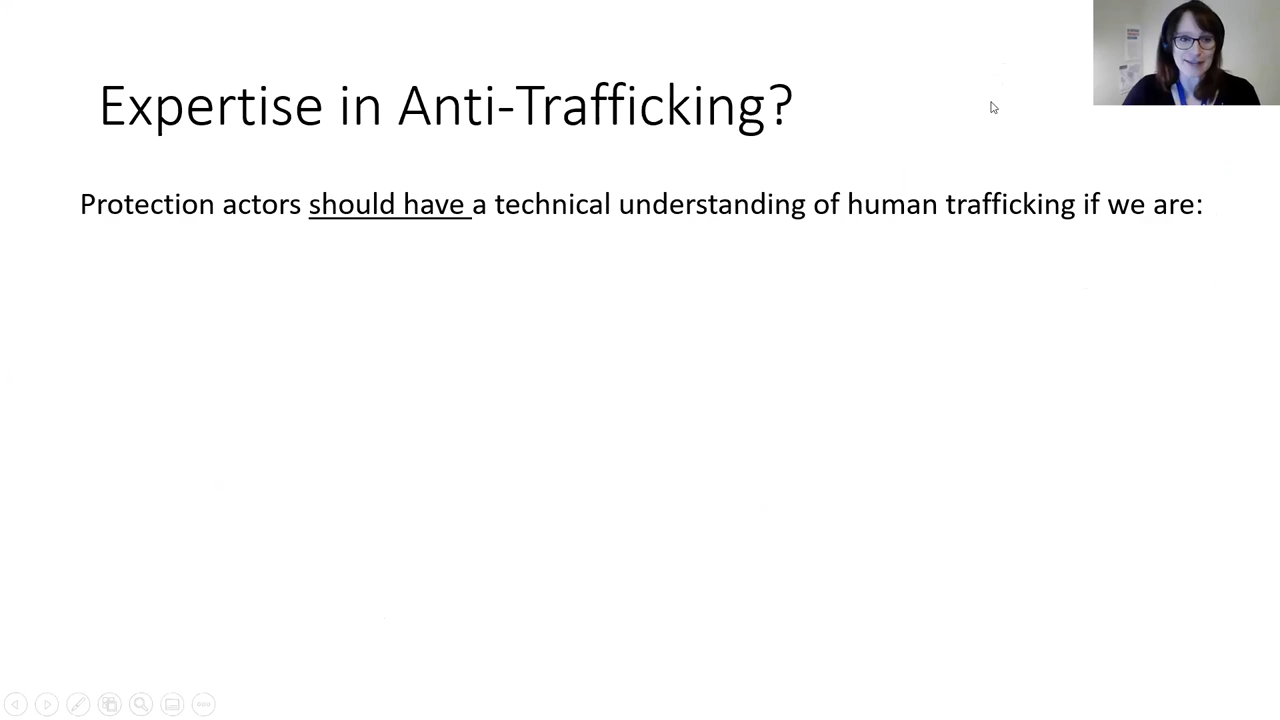 Expertise in Anti-Trafficking?
Protection actors should have a technical understanding of human trafficking if we are: